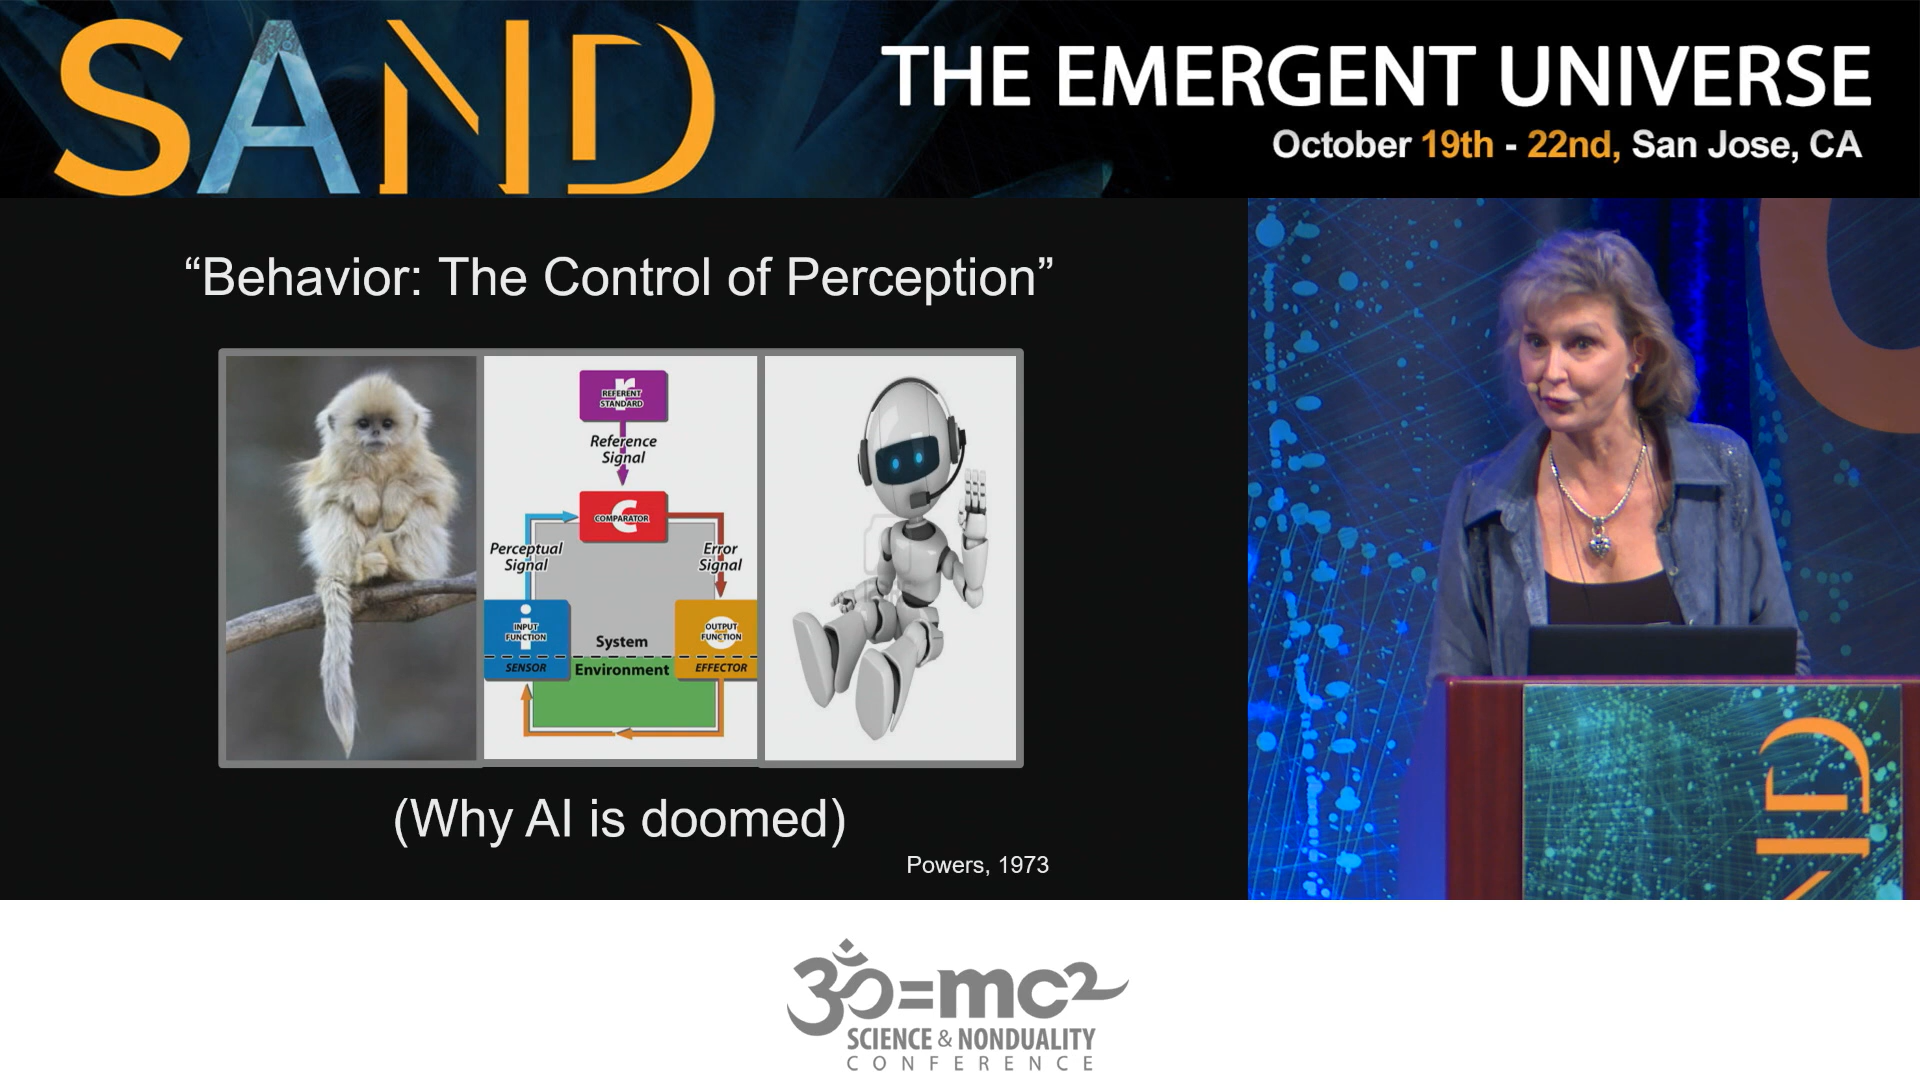 SAND
THE EMERGENT UNIVERSE
October 19th - 22nd, San Jose, CA
“Behavior: The Control of Perception”
r
REFERENT
STANDARD
Reference
Signal
C
COMPARATOR
Perceptual
Signal
Error
Signal
i
INPUT
FUNCTION
OUTPUT
FUNCTION
System
SENSOR
Environment
EFFECTOR
(Why AI is doomed)
Powers, 1973
ND
ॐ=mc2
SCIENCE & NONDUALITY
CONFERENCE